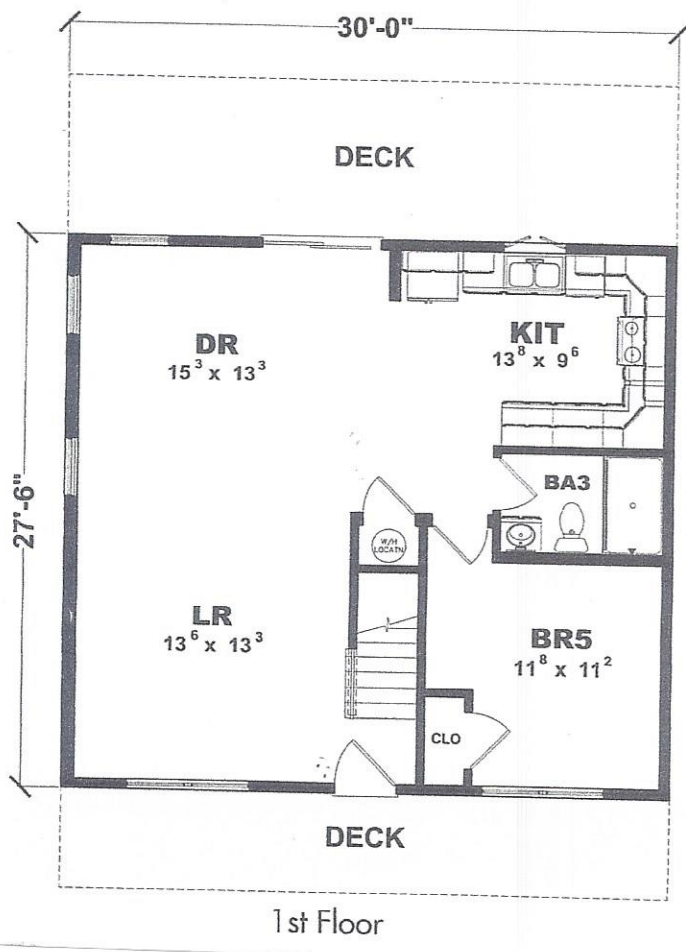 30'-0"
DECK
DR
15³ x 13³
KIT
13⁸ x 9⁶
27'-6"
BA3
W/H
LOCATN.
LR
13⁶ x 13³
BR5
11⁸ x 11²
CLO
DECK
1st Floor